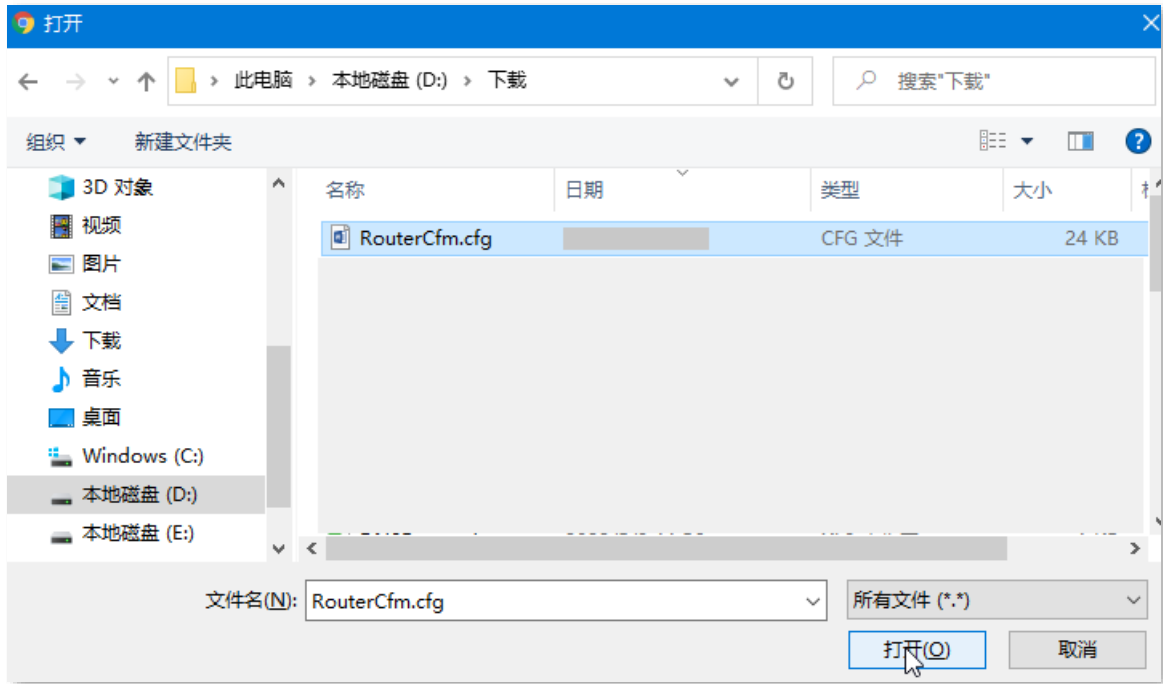 打开
此电脑 › 本地磁盘 (D:) › 下载
搜索"下载"
组织 新建文件夹
名称 日期 类型 大小
RouterCfm.cfg CFG 文件 24 KB
3D 对象
视频
图片
文档
下载
音乐
桌面
Windows (C:)
本地磁盘 (D:)
本地磁盘 (E:)
文件名(N): RouterCfm.cfg 所有文件 (*.*)
打开(O) 取消